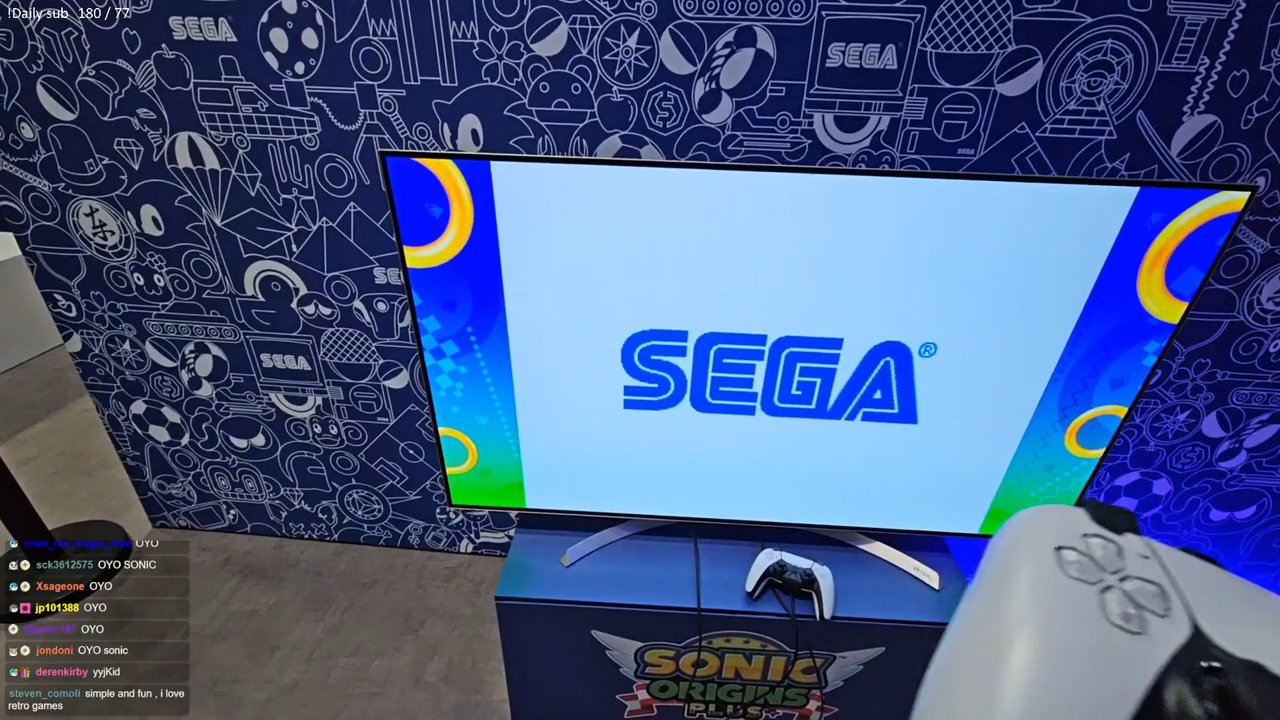 !Daily sub 180 / 77
SEGA
SEGA
SEGA
SEGA
SEGA
SEGA®
OYO
sck3612575 OYO SONIC
Xsageone OYO
jp101388 OYO
OYO
jondoni OYO sonic
derenkirby yyjKid
steven_comoli simple and fun , i love
retro games
SONIC
ORIGINS
PLUS+